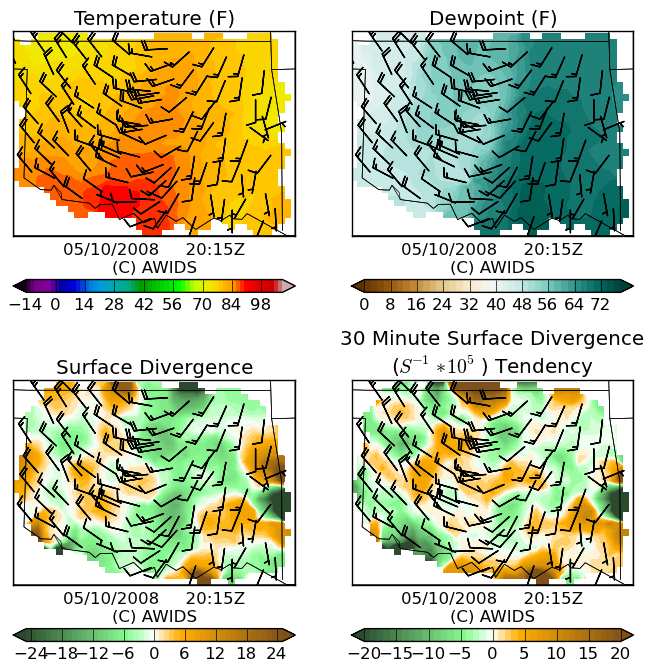 Temperature (F)
Dewpoint (F)
05/10/2008 20:15Z
(C) AWIDS
05/10/2008 20:15Z
(C) AWIDS
−14 0 14 28 42 56 70 84 98
0 8 16 24 32 40 48 56 64 72
Surface Divergence
30 Minute Surface Divergence
(S⁻¹ *10⁵ ) Tendency
05/10/2008 20:15Z
(C) AWIDS
05/10/2008 20:15Z
(C) AWIDS
−24 −18 −12 −6 0 6 12 18 24
−20 −15 −10 −5 0 5 10 15 20